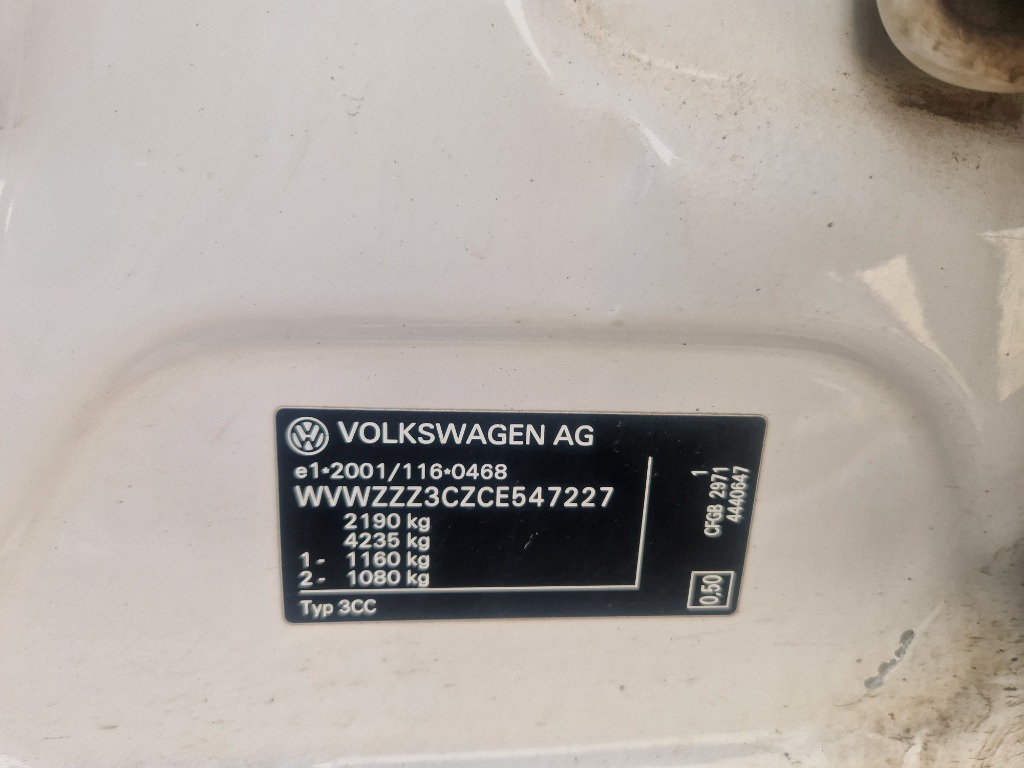 VOLKSWAGEN AG
e1*2001/116*0468
WVWZZZ3CZCE547227
2190 kg
4235 kg
1- 1160 kg
2- 1080 kg
Typ 3CC
1
CFGB 2971
4440647
0.50